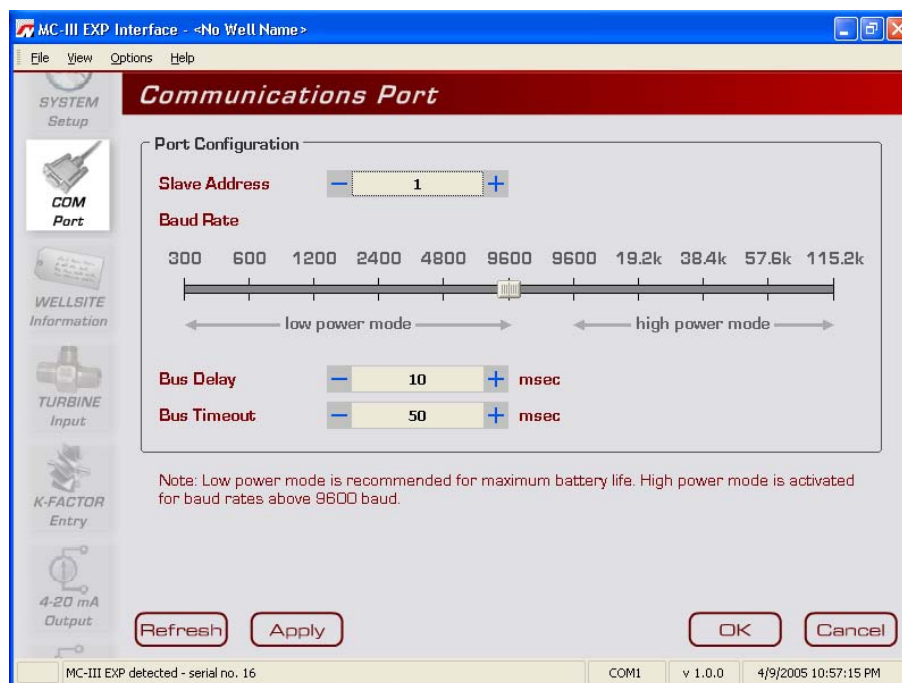 MC-III EXP Interface - <No Well Name>
File View Options Help
SYSTEM
Setup
COM
Port
WELLSITE
Information
TURBINE
Input
K-FACTOR
Entry
4-20 mA
Output
Communications Port
Port Configuration
Slave Address
1
Baud Rate
300 600 1200 2400 4800 9600 9600 19.2k 38.4k 57.6k 115.2k
low power mode high power mode
Bus Delay 10 msec
Bus Timeout 50 msec
Note: Low power mode is recommended for maximum battery life. High power mode is activated
for baud rates above 9600 baud.
Refresh Apply OK Cancel
MC-III EXP detected - serial no. 16 COM1 v 1.0.0 4/9/2005 10:57:15 PM